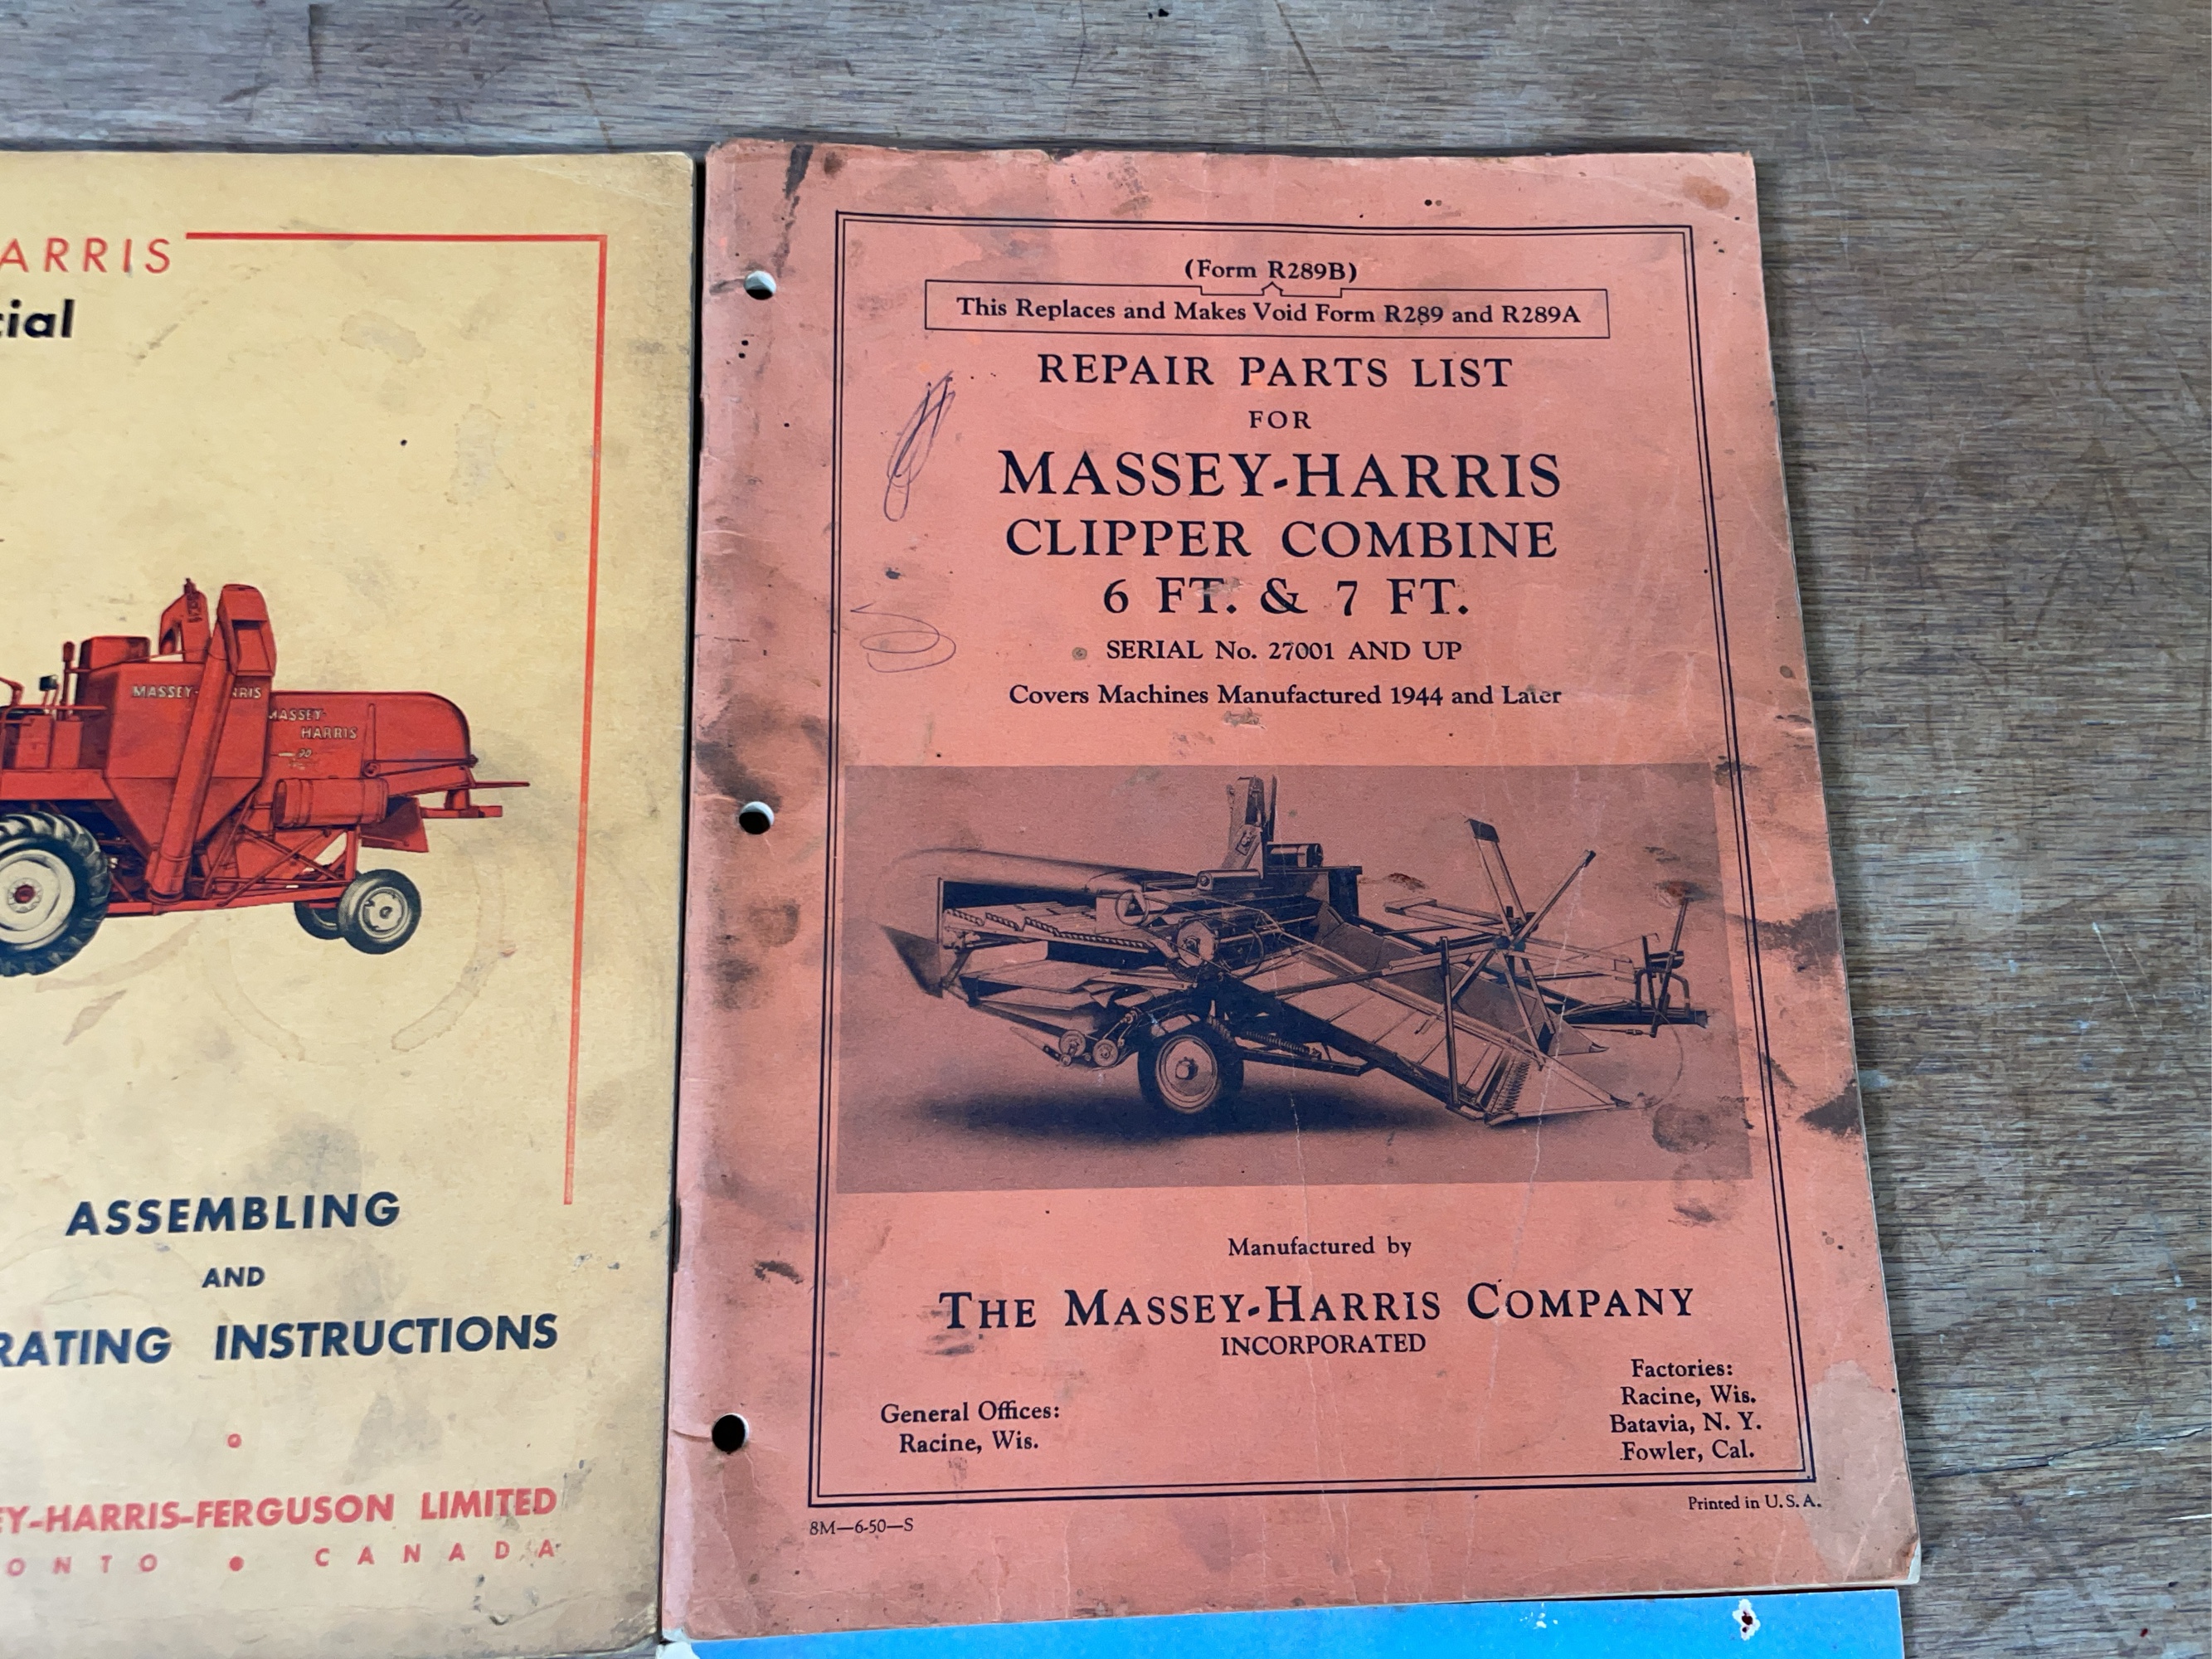 ARRIS
cial
MASSEY-
RRIS
MASSEY-
HARRIS
90
ASSEMBLING
AND
RATING INSTRUCTIONS
EY-HARRIS-FERGUSON LIMITED
ONTO • CANADA
(Form R289B)
This Replaces and Makes Void Form R289 and R289A
REPAIR PARTS LIST
FOR
MASSEY-HARRIS
CLIPPER COMBINE
6 FT. & 7 FT.
SERIAL No. 27001 AND UP
Covers Machines Manufactured 1944 and Later
Manufactured by
THE MASSEY-HARRIS COMPANY
INCORPORATED
General Offices:
Racine, Wis.
Factories:
Racine, Wis.
Batavia, N. Y.
Fowler, Cal.
8M—6-50—S
Printed in U. S. A.